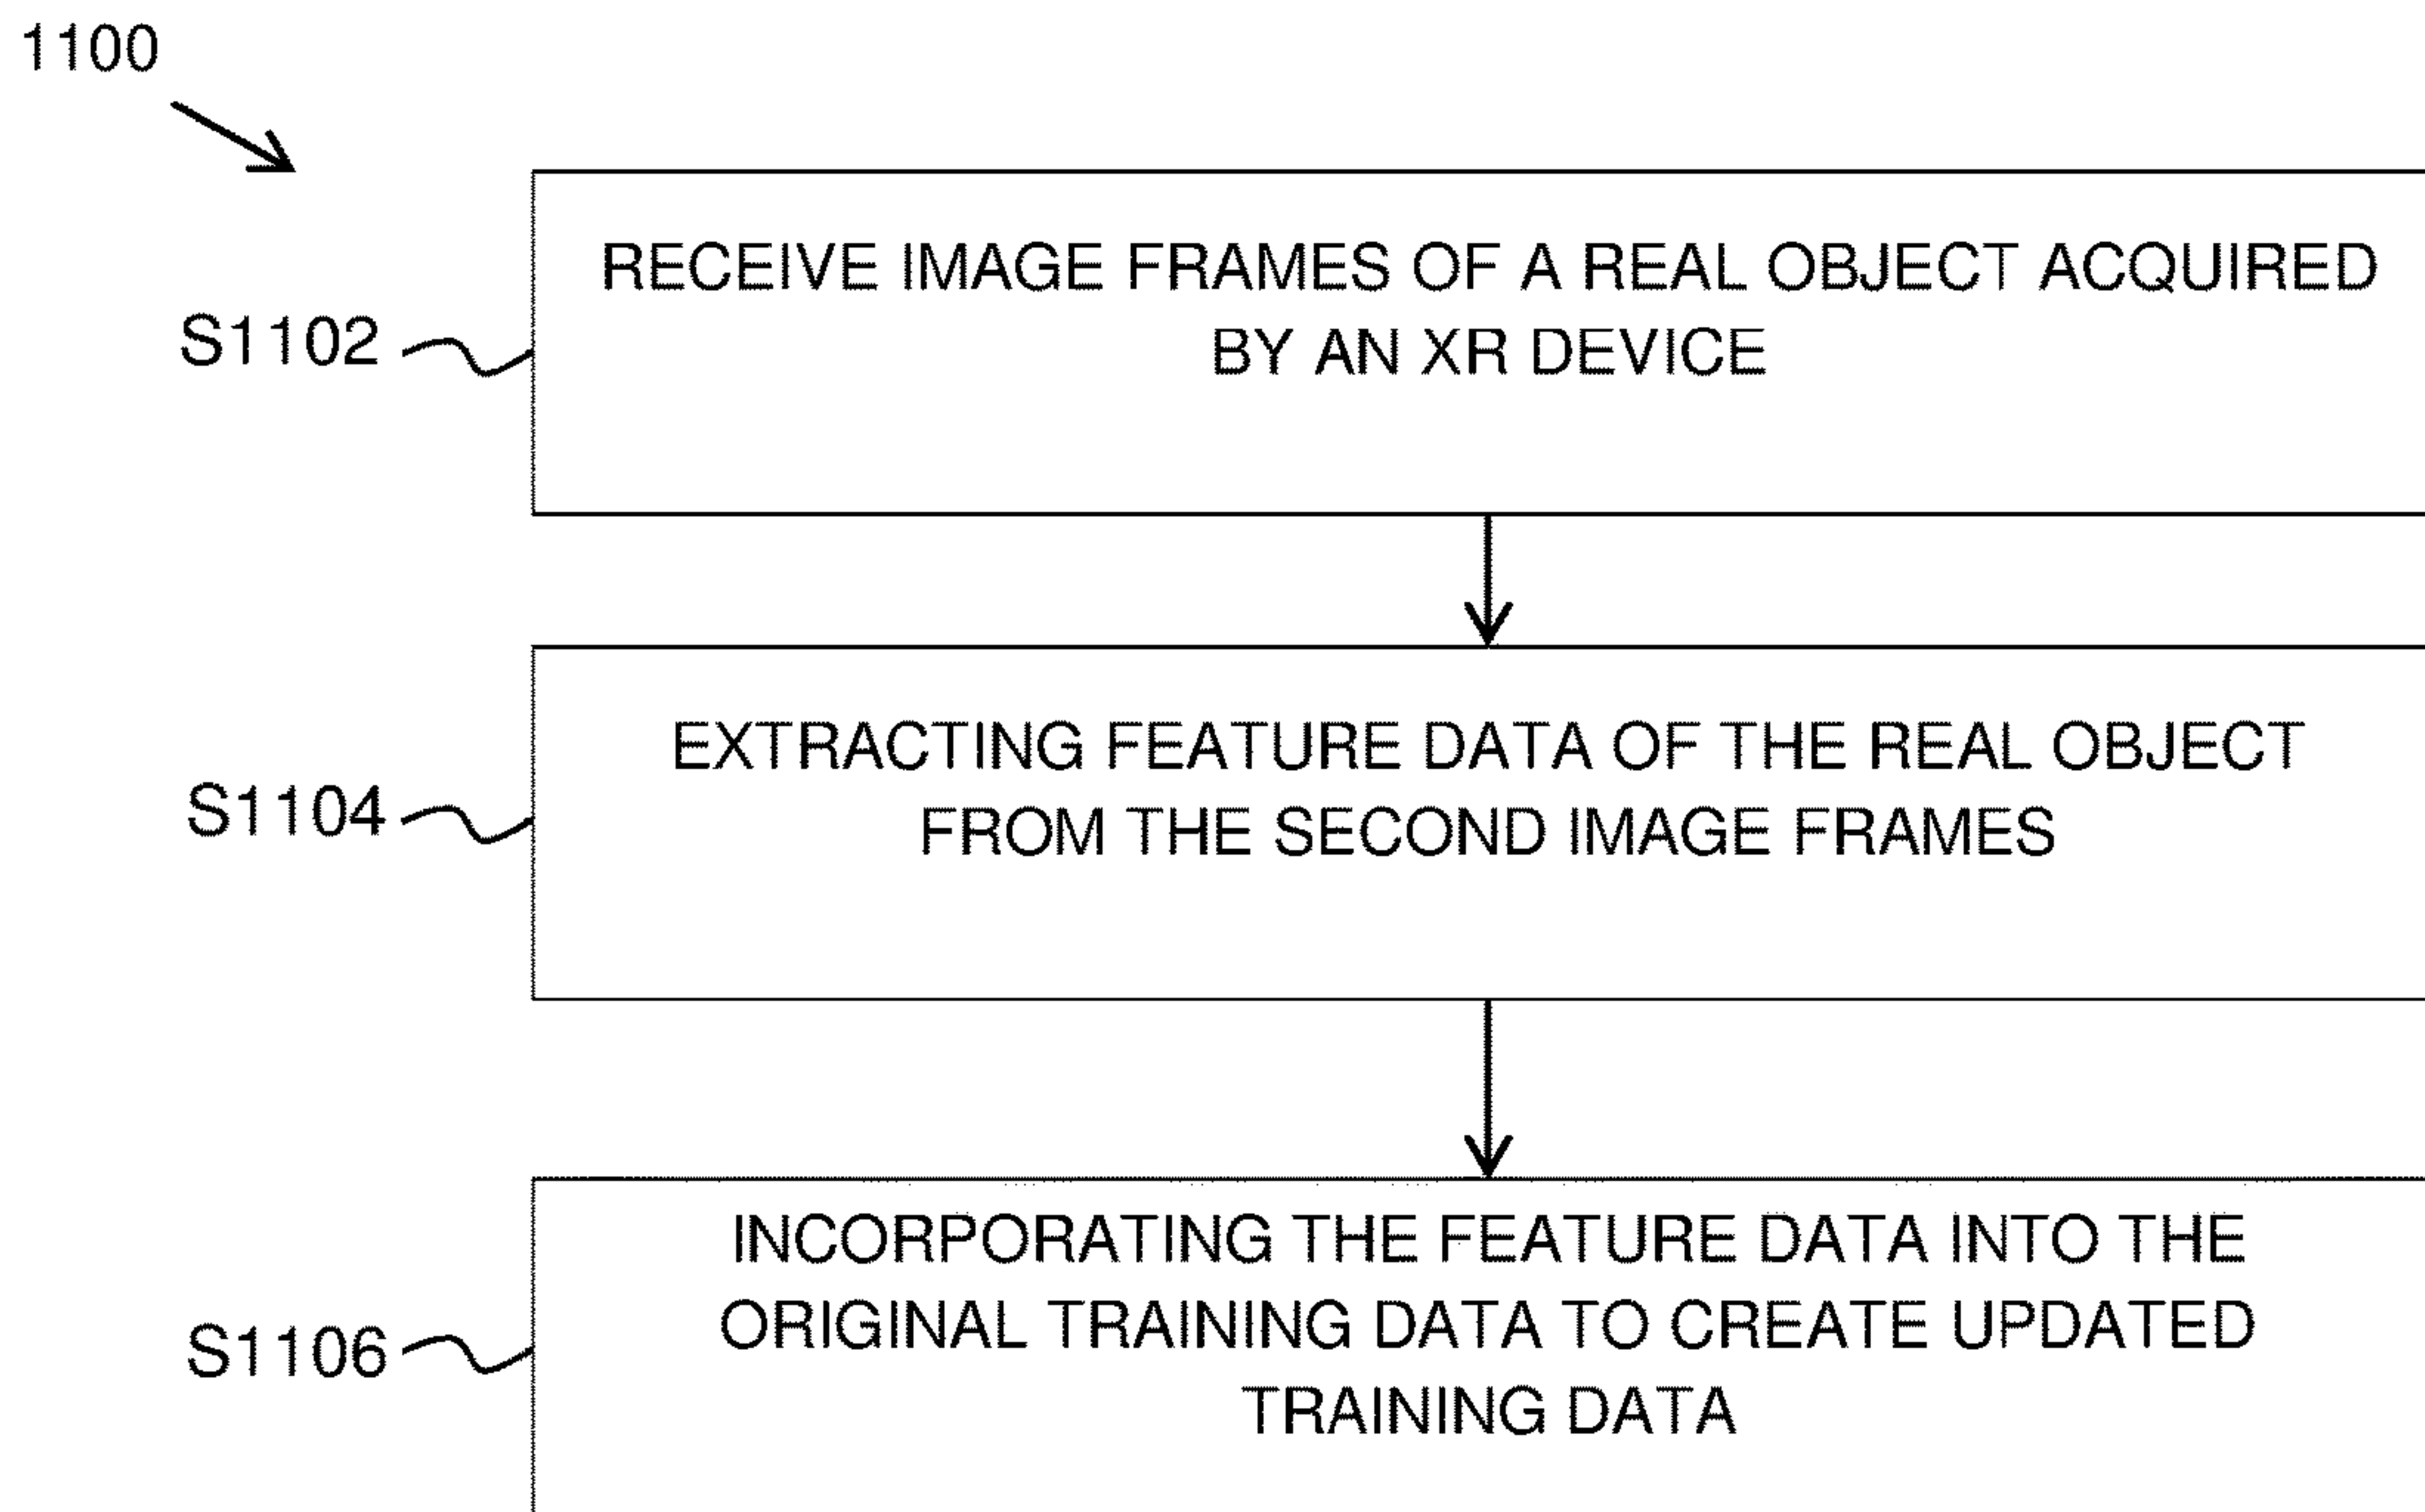 1100
RECEIVE IMAGE FRAMES OF A REAL OBJECT ACQUIRED
BY AN XR DEVICE
S1102
EXTRACTING FEATURE DATA OF THE REAL OBJECT
FROM THE SECOND IMAGE FRAMES
S1104
INCORPORATING THE FEATURE DATA INTO THE
ORIGINAL TRAINING DATA TO CREATE UPDATED
TRAINING DATA
S1106